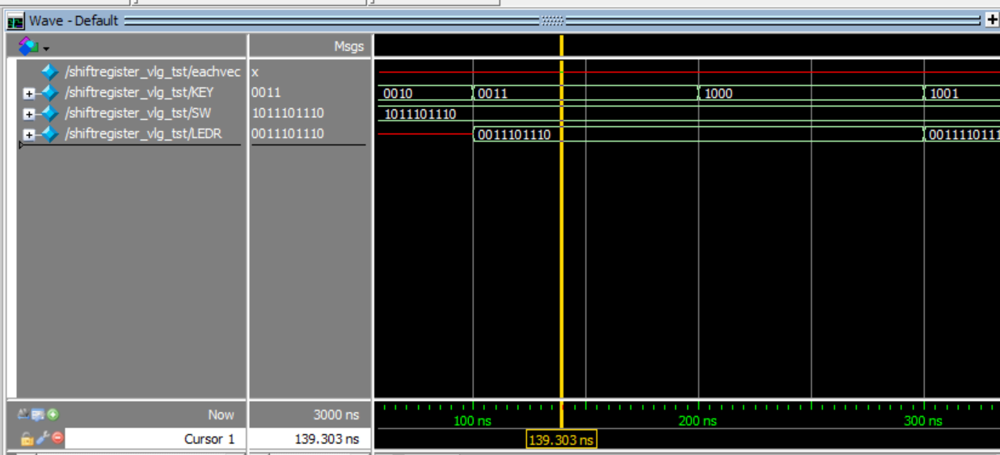 Wave - Default
Msgs
/shiftregister_vlg_tst/eachvec x
/shiftregister_vlg_tst/KEY 0011 0010 0011 1000 1001
/shiftregister_vlg_tst/SW 1011101110 1011101110
/shiftregister_vlg_tst/LEDR 0011101110 0011101110 001111011
Now 3000 ns 100 ns 200 ns 300 ns
Cursor 1 139.303 ns 139.303 ns